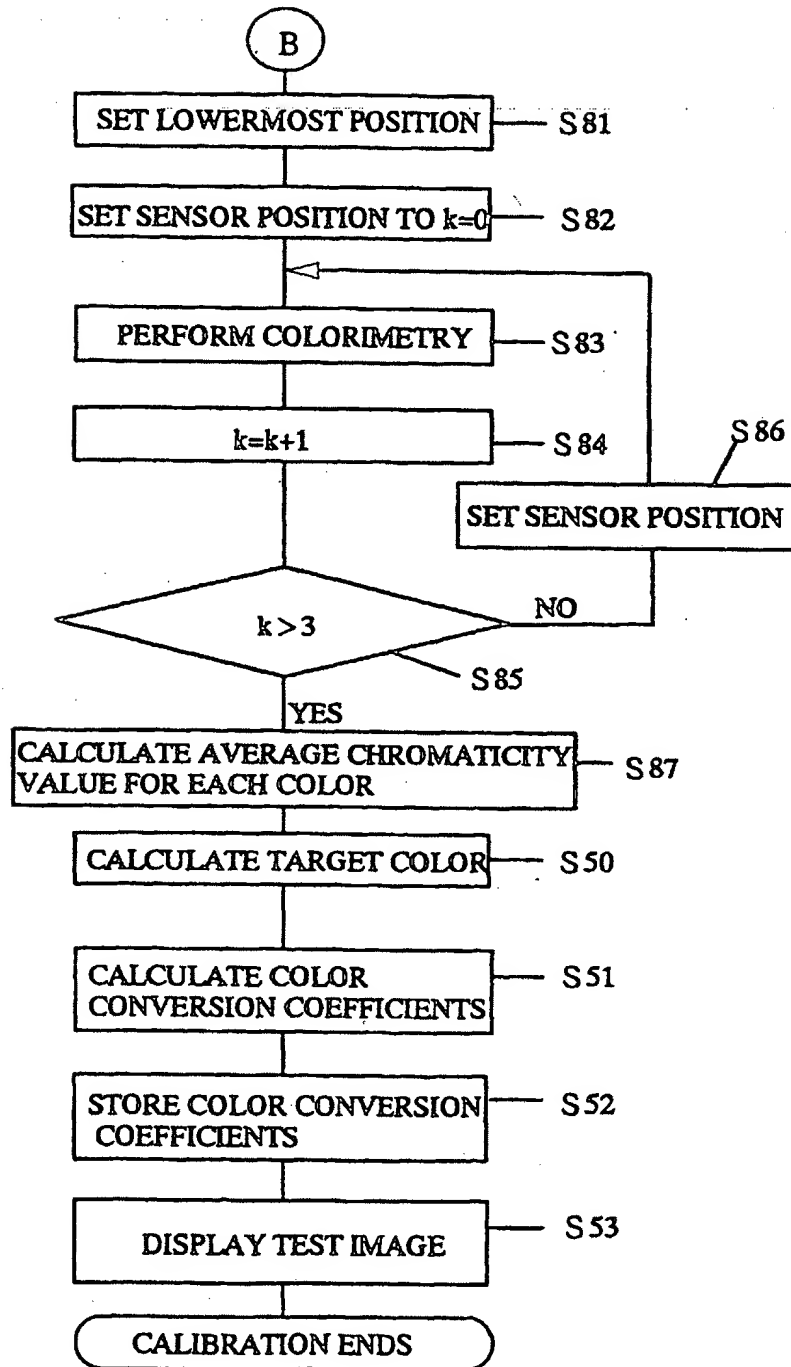 B
SET LOWERMOST POSITION
S81
SET SENSOR POSITION TO k=0
S82
PERFORM COLORIMETRY
S83
k=k+1
S84
S86
SET SENSOR POSITION
k>3
NO
S85
YES
CALCULATE AVERAGE CHROMATICITY
VALUE FOR EACH COLOR
S87
CALCULATE TARGET COLOR
S50
CALCULATE COLOR
CONVERSION COEFFICIENTS
S51
STORE COLOR CONVERSION
COEFFICIENTS
S52
DISPLAY TEST IMAGE
S53
CALIBRATION ENDS